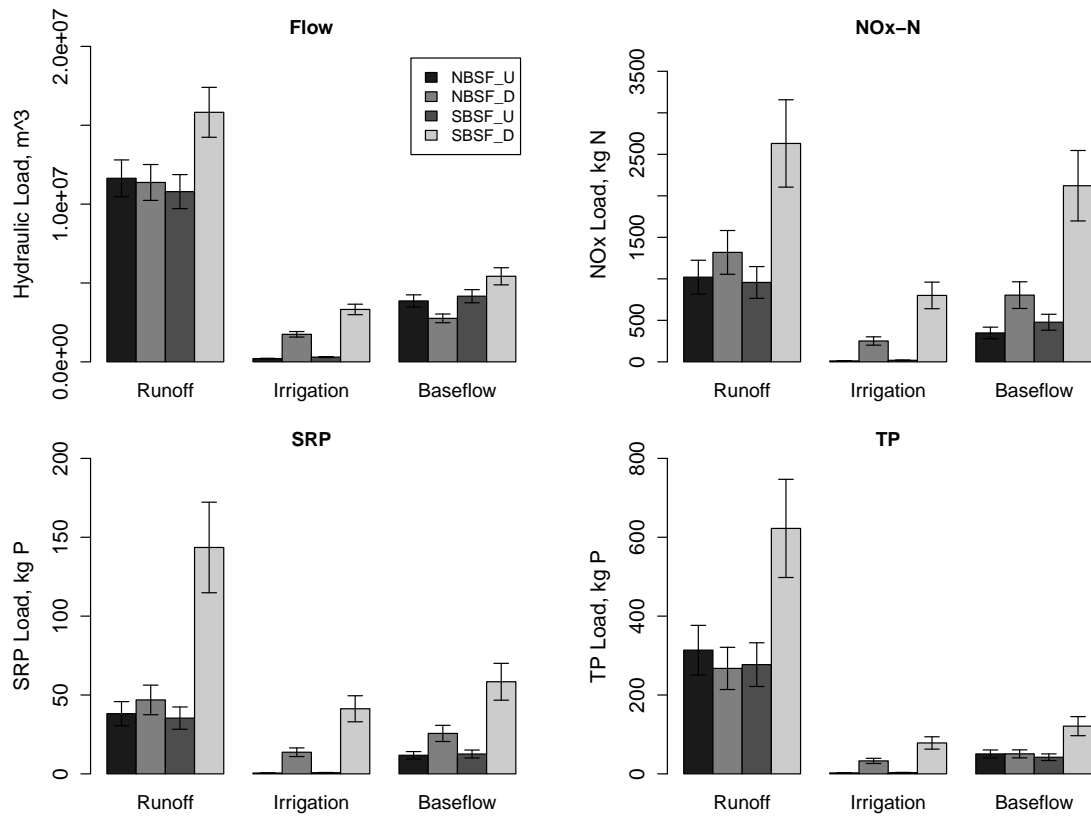 Flow
Hydraulic Load, m^3
0.0e+00
1.0e+07
2.0e+07
NBSF_U
NBSF_D
SBSF_U
SBSF_D
Runoff
Irrigation
Baseflow
NOx−N
NOx Load, kg N
0
500
1500
2500
3500
Runoff
Irrigation
Baseflow
SRP
SRP Load, kg P
0
50
100
150
200
Runoff
Irrigation
Baseflow
TP
TP Load, kg P
0
200
400
600
800
Runoff
Irrigation
Baseflow